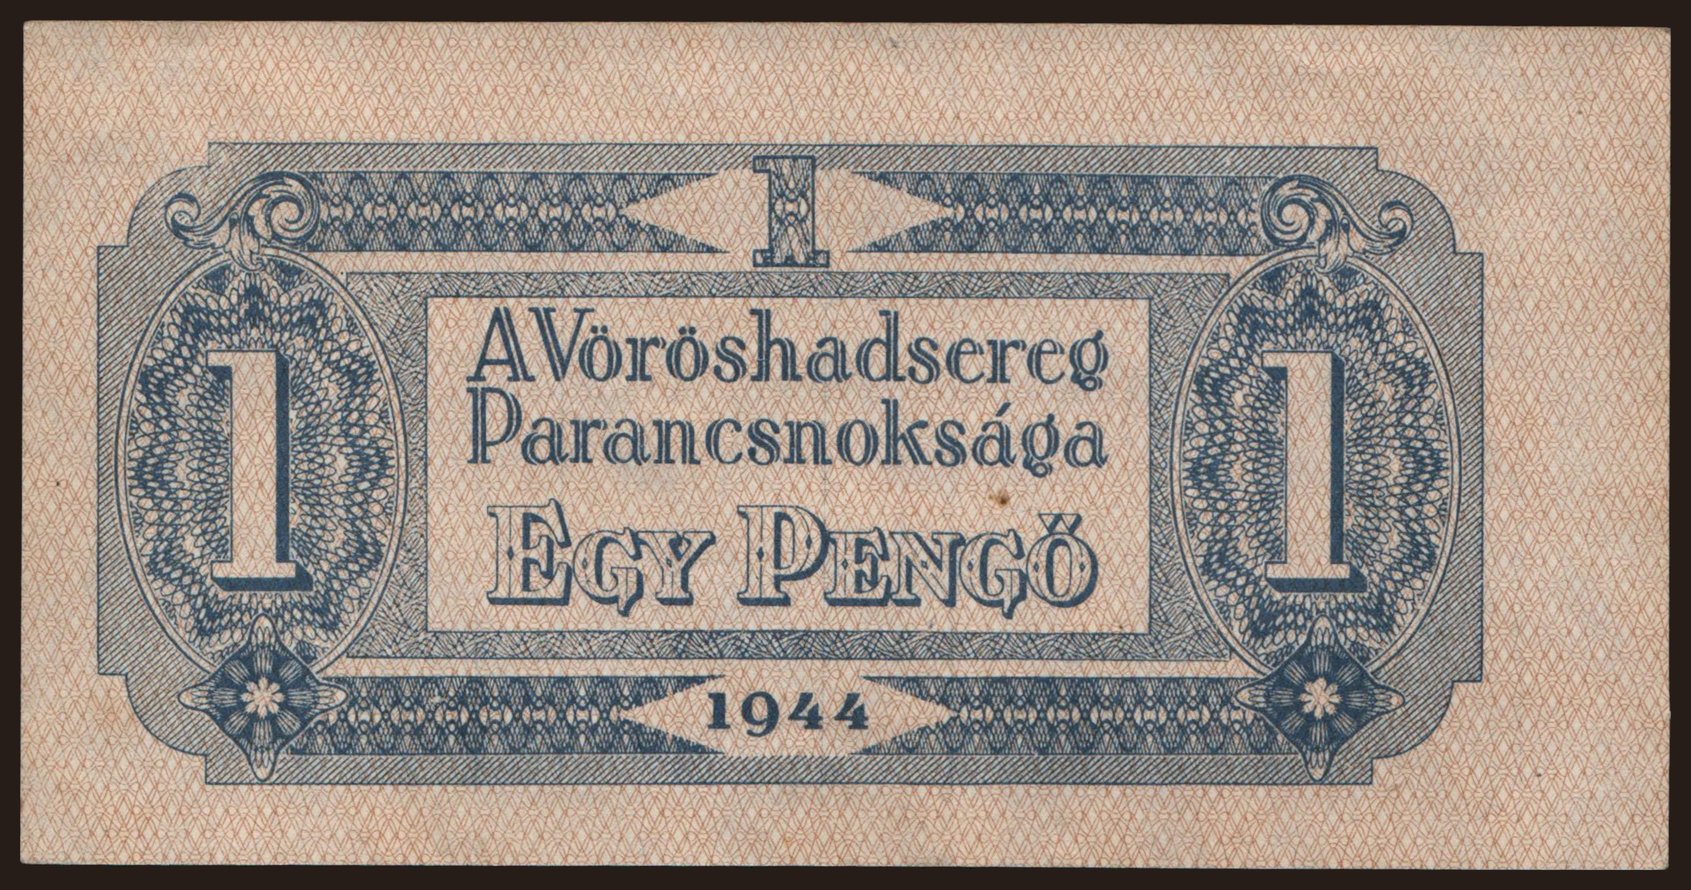 1
A Vöröshadsereg
Parancsnoksága
1 1
EGY PENGŐ
1944